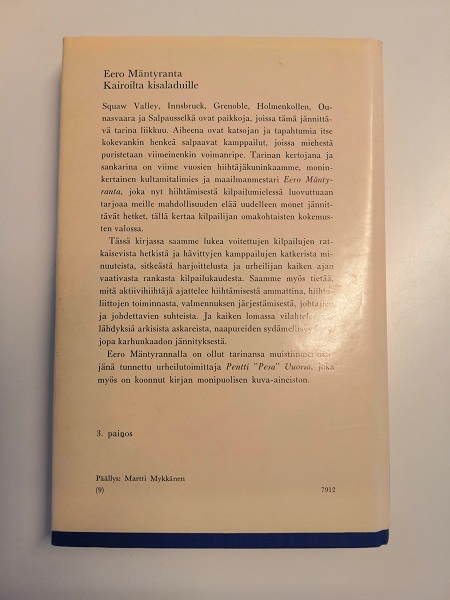 Eero Mäntyranta
Kairoilta kisaladuille
Squaw Valley, Innsbruck, Grenoble, Holmenkollen, Ou-
nasvaara ja Salpausselkä ovat paikkoja, joissa tämä jännittä-
vä tarina liikkuu. Aiheena ovat katsojan ja tapahtumia itse
kokevankin henkeä salpaavat kamppailut, joissa miehestä
puristetaan viimeinenkin voimanripe. Tarinan kertojana ja
sankarina on viime vuosien hiihtäjäkuninkaamme, monin-
kertainen kultamitalimies ja maailmanmestari Eero Mänty-
ranta, joka nyt hiihtämisestä kilpailumielessä luovuttuaan
tarjoaa meille mahdollisuuden elää uudelleen monet jännit-
tävät hetket, tällä kertaa kilpailijan omakohtaisten kokemus-
ten valossa.
Tässä kirjassa saamme lukea voitettujen kilpailujen rat-
kaisevista hetkistä ja hävittyjen kamppailujen katkerista mi-
nuuteista, sitkeästä harjoittelusta ja urheilijan kaiken ajan
vaativasta rankasta kilpailukaudesta. Saamme myös tietää,
mitä aktiivihiihtäjä ajattelee hiihtämisestä ammattina, hiihto-
liittojen toiminnasta, valmennuksen järjestämisestä, johtajien
ja johdettavien suhteista. Ja kaiken lomassa
lähdyksiä arkisista askareista, naapureiden
jopa karhunkaadon jännityksestä.
Eero Mäntyrannalla on ollut tarinansa
jänä tunnettu urheilutoimittaja Pentti "Pesa" Uuorio, joka
myös on koonnut kirjan monipuolisen kuva-aineiston.
3. painos
Päällys: Martti Mykkänen
(9) 7912